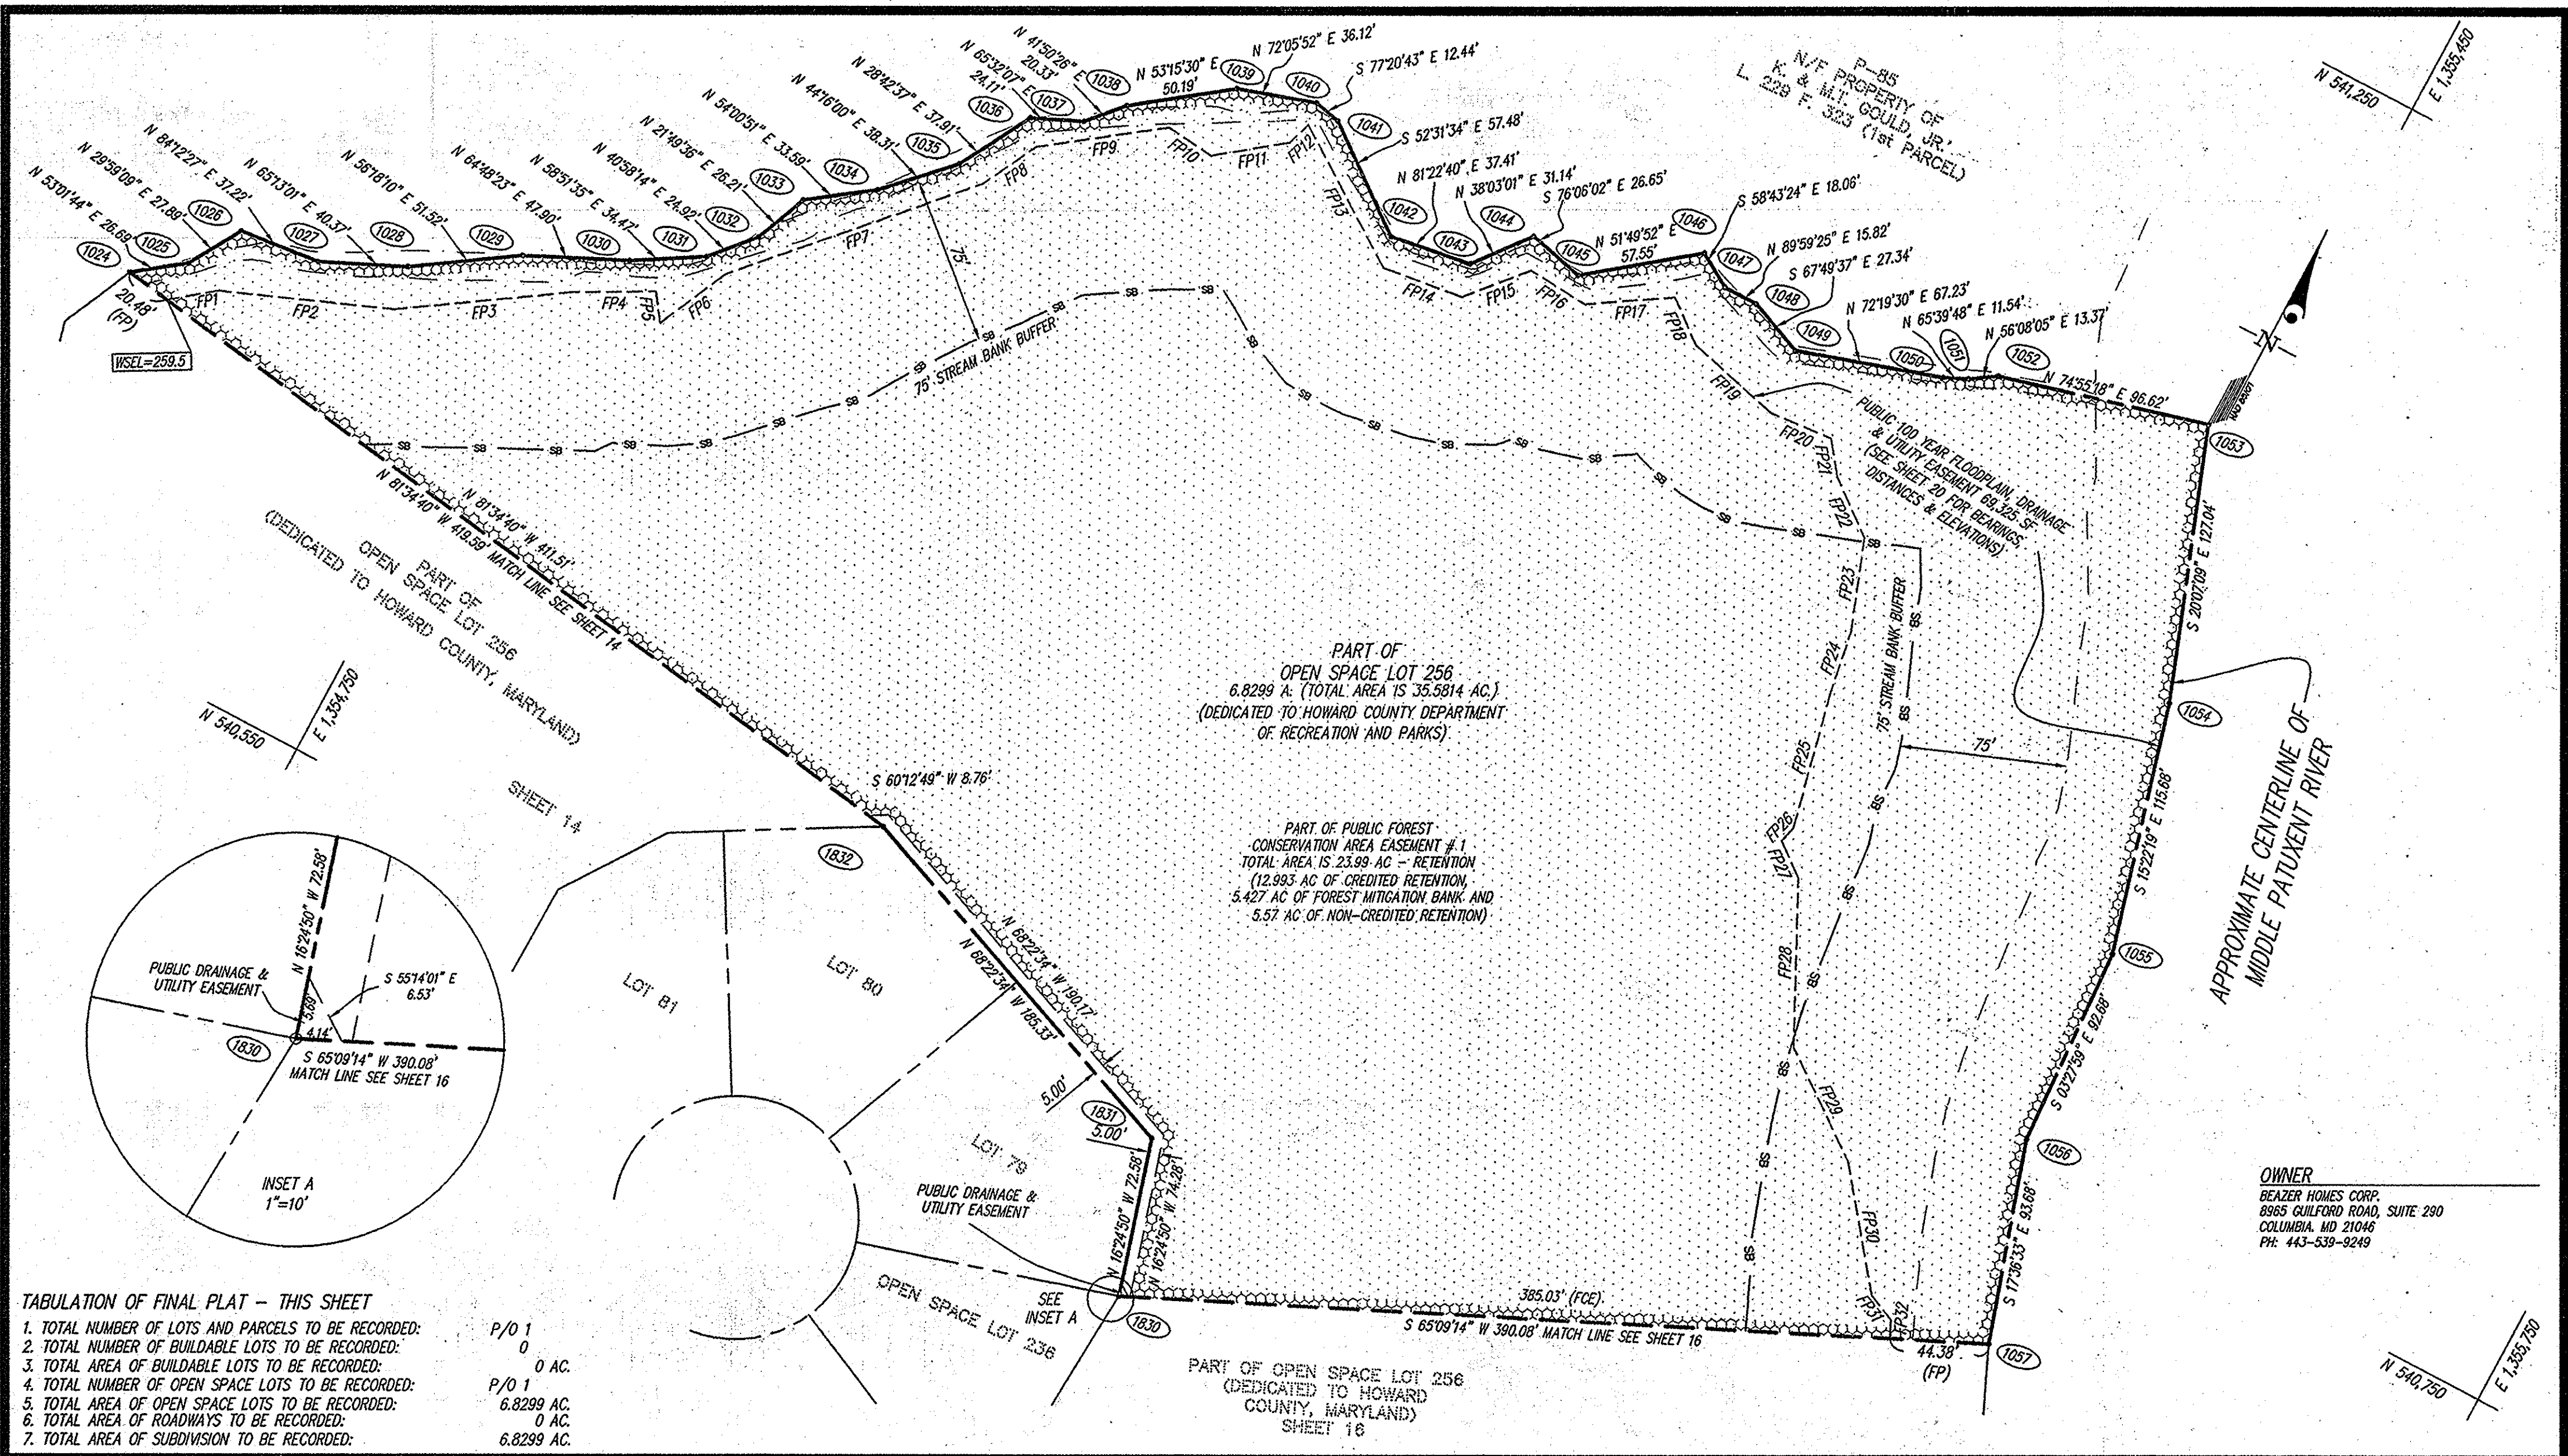 N 53°01'44" E 26.69'
N 29°59'09" E 27.89'
N 84°12'27" E 37.22'
N 65°13'01" E 40.37'
N 56°18'10" E 51.52'
N 64°48'23" E 47.90'
N 58°51'35" E 34.47'
N 40°58'14" E 24.92'
N 21°49'36" E 26.21'
N 54°00'51" E 33.59'
N 44°16'00" E 38.31'
N 28°42'37" E 37.91'
N 65°32'07" E
24.11'
N 41°50'26" E
20.33'
N 53°15'30" E
50.19'
N 72°05'52" E 36.12'
S 77°20'43" E 12.44'
S 52°31'34" E 57.48'
N 81°22'40" E 37.41'
N 38°03'01" E 31.14'
S 76°06'02" E 26.65'
N 51°49'52" E
57.55'
S 58°43'24" E 18.06'
N 89°59'25" E 15.82'
S 67°49'37" E 27.34'
N 72°19'30" E 67.23'
N 65°39'48" E 11.54'
N 56°08'05" E 13.37'
N 74°55'18" E 96.62'
1024
1025
1026
1027
1028
1029
1030
1031
1032
1033
1034
1035
1036
1037
1038
1039
1040
1041
1042
1043
1044
1045
1046
1047
1048
1049
1050
1051
1052
1053
P-85
N/F PROPERTY OF
K. & M.T. GOULD, JR.
L. 229 F. 323 (1st PARCEL)
N 541,250
E 1,355,450
N
20.48'
(FP)
WSEL=259.5
FP1
FP2
FP3
FP4
FP5
FP6
FP7
FP8
FP9
FP10
FP11
FP12
FP13
FP14
FP15
FP16
FP17
FP18
FP19
FP20
FP21
FP22
FP23
FP24
FP25
FP26
FP27
FP28
FP29
FP30
FP31
FP32
75'
SB
75' STREAM BANK BUFFER
PUBLIC 100 YEAR FLOODPLAIN, DRAINAGE
& UTILITY EASEMENT 69,325 SF.
(SEE SHEET 20 FOR BEARINGS,
DISTANCES & ELEVATIONS)
S 20°07'09" E 127.04'
1054
S 15°22'19" E 115.68'
1055
S 03°27'59" E 92.68'
1056
S 17°36'33" E 93.68'
1057
APPROXIMATE CENTERLINE OF
MIDDLE PATUXENT RIVER
75' STREAM BANK BUFFER
75'
N 81°34'40" W 411.51'
N 81°34'40" W 419.59' MATCH LINE SEE SHEET 14
PART OF
OPEN SPACE LOT 256
(DEDICATED TO HOWARD COUNTY, MARYLAND)
SHEET 14
N 540,550
E 1,354,750
PART OF
OPEN SPACE LOT 256
6.8299 A. (TOTAL AREA IS 35.5814 AC.)
(DEDICATED TO HOWARD COUNTY DEPARTMENT
OF RECREATION AND PARKS)
PART OF PUBLIC FOREST
CONSERVATION AREA EASEMENT #1
TOTAL AREA IS 23.99 AC - RETENTION
(12.993 AC OF CREDITED RETENTION,
5.427 AC OF FOREST MITIGATION BANK AND
5.57 AC OF NON-CREDITED RETENTION)
S 60°12'49" W 8.76'
1832
N 68°22'34" W 190.17'
N 68°22'34" W 185.33'
LOT 81
LOT 80
LOT 79
5.00'
1831
5.00'
N 16°24'50" W 72.58'
N 16°24'50" W 74.28'
PUBLIC DRAINAGE &
UTILITY EASEMENT
OPEN SPACE LOT 236
SEE
INSET A
1830
385.03' (FCE)
S 65°09'14" W 390.08' MATCH LINE SEE SHEET 16
44.38'
(FP)
PART OF OPEN SPACE LOT 256
(DEDICATED TO HOWARD
COUNTY, MARYLAND)
SHEET 16
N 16°24'50" W 72.58'
PUBLIC DRAINAGE &
UTILITY EASEMENT
S 55°14'01" E
6.53'
5.69'
4.14'
1830
S 65°09'14" W 390.08'
MATCH LINE SEE SHEET 16
INSET A
1"=10'
OWNER
BEAZER HOMES CORP.
8965 GUILFORD ROAD, SUITE 290
COLUMBIA. MD 21046
PH: 443-539-9249
N 540,750
E 1,355,750
TABULATION OF FINAL PLAT - THIS SHEET
1. TOTAL NUMBER OF LOTS AND PARCELS TO BE RECORDED: P/O 1
2. TOTAL NUMBER OF BUILDABLE LOTS TO BE RECORDED: 0
3. TOTAL AREA OF BUILDABLE LOTS TO BE RECORDED: 0 AC.
4. TOTAL NUMBER OF OPEN SPACE LOTS TO BE RECORDED: P/O 1
5. TOTAL AREA OF OPEN SPACE LOTS TO BE RECORDED: 6.8299 AC.
6. TOTAL AREA OF ROADWAYS TO BE RECORDED: 0 AC.
7. TOTAL AREA OF SUBDIVISION TO BE RECORDED: 6.8299 AC.